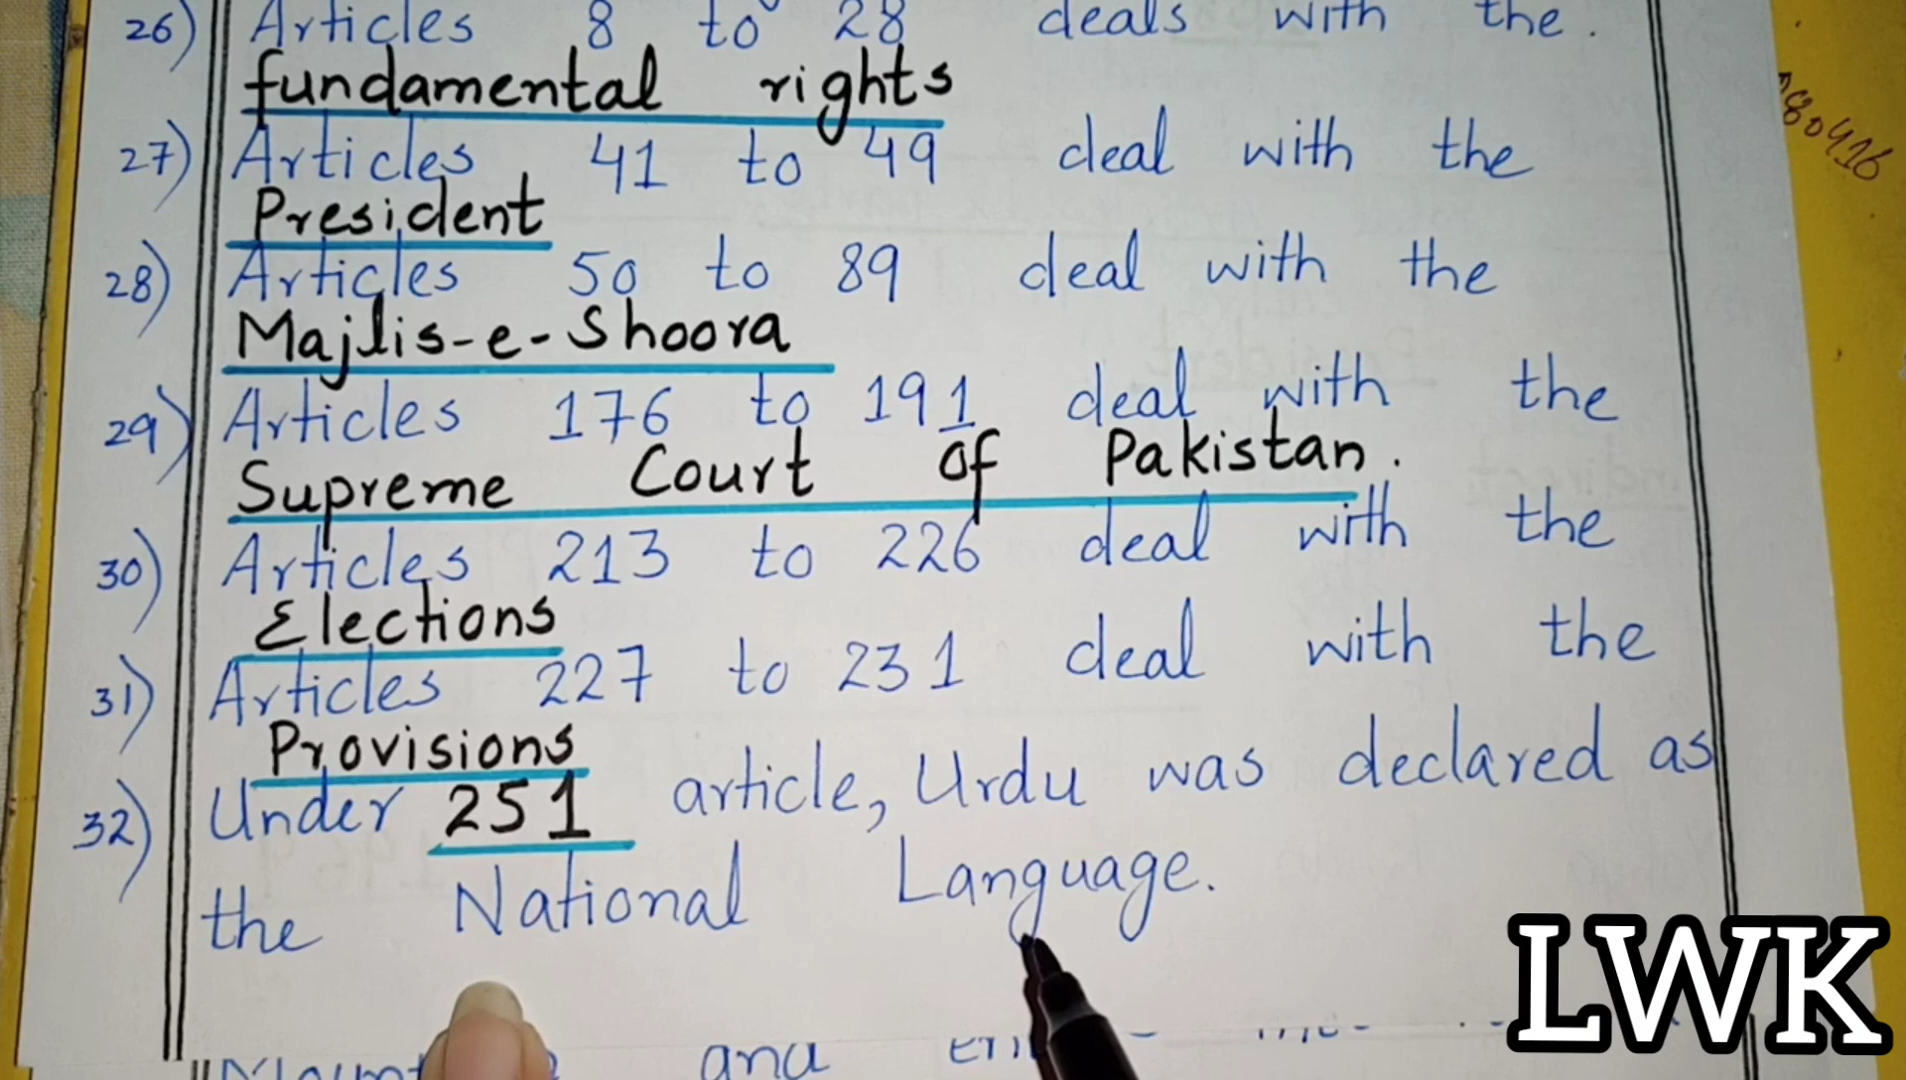 26) Articles 8 to 28 deals with the.
fundamental rights
27) Articles 41 to 49 deal with the
President
28) Articles 50 to 89 deal with the
Majlis-e-Shoora
29) Articles 176 to 191 deal with the
Supreme Court of Pakistan.
30) Articles 213 to 226 deal with the
Elections
31) Articles 227 to 231 deal with the
Provisions
32) Under 251 article, Urdu was declared as
the National Language.
and
LWK